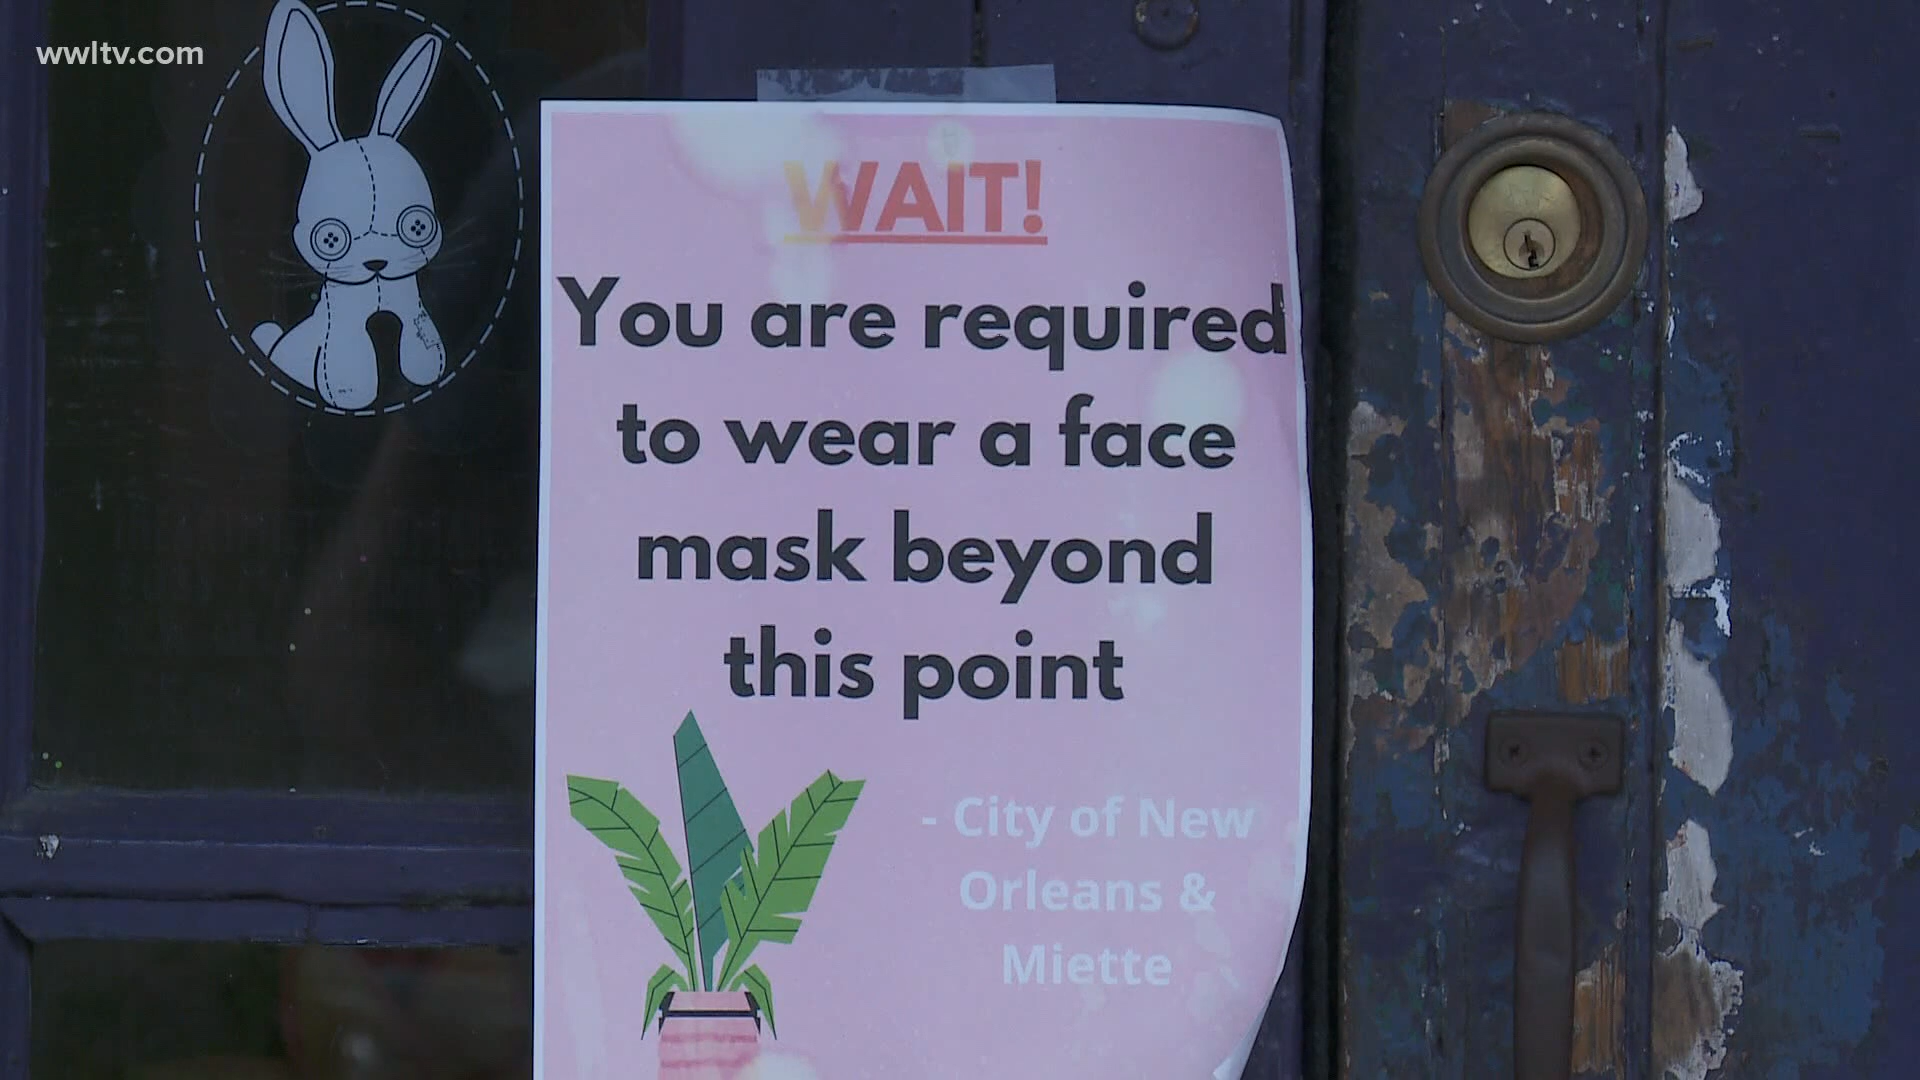 wwltv.com
WAIT!
You are required
to wear a face
mask beyond
this point
- City of New
Orleans &
Miette